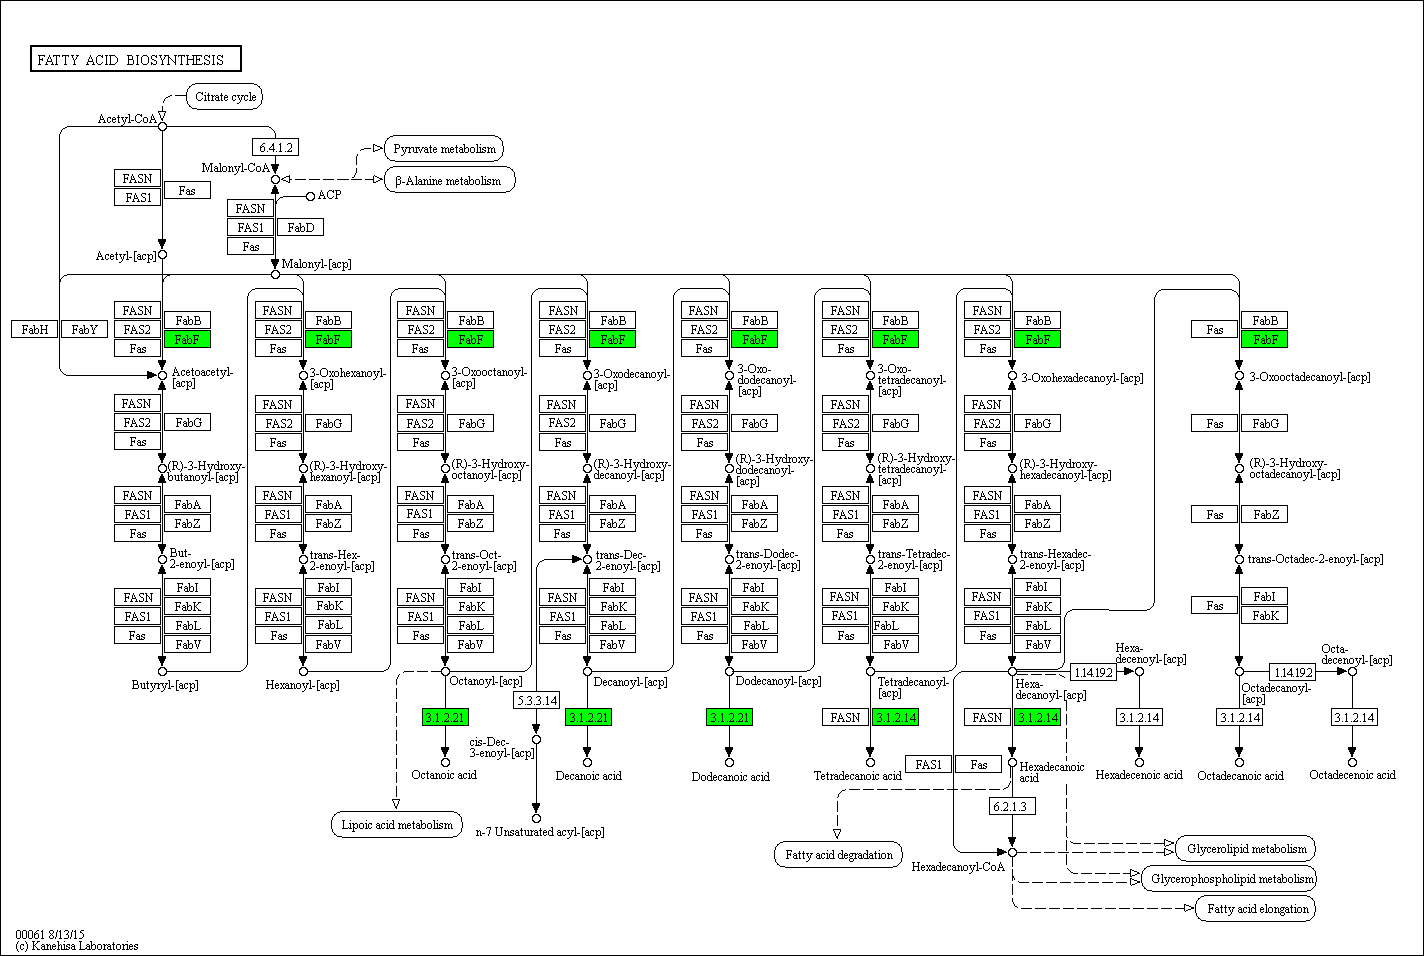 FATTY ACID BIOSYNTHESIS
Citrate cycle
Acetyl-CoA
6.4.1.2
Pyruvate metabolism
Malonyl-CoA
β-Alanine metabolism
FASN
FAS1
Fas
ACP
FASN
FAS1
Fas
FabD
Acetyl-[acp]
Malonyl-[acp]
FabH
FabY
FASN
FAS2
Fas
FabB
FabF
FASN
FAS2
Fas
FabB
FabF
FASN
FAS2
Fas
FabB
FabF
FASN
FAS2
Fas
FabB
FabF
FASN
FAS2
Fas
FabB
FabF
FASN
FAS2
Fas
FabB
FabF
FASN
FAS2
Fas
FabB
FabF
Fas
FabB
FabF
Acetoacetyl-
[acp]
3-Oxohexanoyl-
[acp]
3-Oxooctanoyl-
[acp]
3-Oxodecanoyl-
[acp]
3-Oxo-
dodecanoyl-
[acp]
3-Oxo-
tetradecanoyl-
[acp]
3-Oxohexadecanoyl-[acp]
3-Oxooctadecanoyl-[acp]
FASN
FAS2
Fas
FabG
FASN
FAS2
Fas
FabG
FASN
FAS2
Fas
FabG
FASN
FAS2
Fas
FabG
FASN
FAS2
Fas
FabG
FASN
FAS2
Fas
FabG
FASN
FAS2
Fas
FabG
Fas
FabG
(R)-3-Hydroxy-
butanoyl-[acp]
(R)-3-Hydroxy-
hexanoyl-[acp]
(R)-3-Hydroxy-
octanoyl-[acp]
(R)-3-Hydroxy-
decanoyl-[acp]
(R)-3-Hydroxy-
dodecanoyl-
[acp]
(R)-3-Hydroxy-
tetradecanoyl-
[acp]
(R)-3-Hydroxy-
hexadecanoyl-[acp]
(R)-3-Hydroxy-
octadecanoyl-[acp]
FASN
FAS1
Fas
FabA
FabZ
FASN
FAS1
Fas
FabA
FabZ
FASN
FAS1
Fas
FabA
FabZ
FASN
FAS1
Fas
FabA
FabZ
FASN
FAS1
Fas
FabA
FabZ
FASN
FAS1
Fas
FabA
FabZ
FASN
FAS1
Fas
FabA
FabZ
Fas
FabZ
But-
2-enoyl-[acp]
trans-Hex-
2-enoyl-[acp]
trans-Oct-
2-enoyl-[acp]
trans-Dec-
2-enoyl-[acp]
trans-Dodec-
2-enoyl-[acp]
trans-Tetradec-
2-enoyl-[acp]
trans-Hexadec-
2-enoyl-[acp]
trans-Octadec-2-enoyl-[acp]
FASN
FAS1
Fas
FabI
FabK
FabL
FabV
FASN
FAS1
Fas
FabI
FabK
FabL
FabV
FASN
FAS1
Fas
FabI
FabK
FabL
FabV
FASN
FAS1
Fas
FabI
FabK
FabL
FabV
FASN
FAS1
Fas
FabI
FabK
FabL
FabV
FASN
FAS1
Fas
FabI
FabK
FabL
FabV
FASN
FAS1
Fas
FabI
FabK
FabL
FabV
Fas
FabI
FabK
Butyryl-[acp]
Hexanoyl-[acp]
Octanoyl-[acp]
Decanoyl-[acp]
Dodecanoyl-[acp]
Tetradecanoyl-
[acp]
Hexa-
decanoyl-[acp]
1.14.19.2
Hexa-
decenoyl-[acp]
Octadecanoyl-
[acp]
1.14.19.2
Octa-
decenoyl-[acp]
5.3.3.14
3.1.2.21
3.1.2.21
3.1.2.21
FASN
3.1.2.14
FASN
3.1.2.14
3.1.2.14
3.1.2.14
3.1.2.14
cis-Dec-
3-enoyl-[acp]
Octanoic acid
Decanoic acid
Dodecanoic acid
Tetradecanoic acid
FAS1
Fas
Hexadecanoic
acid
Hexadecenoic acid
Octadecanoic acid
Octadecenoic acid
6.2.1.3
Lipoic acid metabolism
n-7 Unsaturated acyl-[acp]
Fatty acid degradation
Hexadecanoyl-CoA
Glycerolipid metabolism
Glycerophospholipid metabolism
Fatty acid elongation
00061 8/13/15
(c) Kanehisa Laboratories